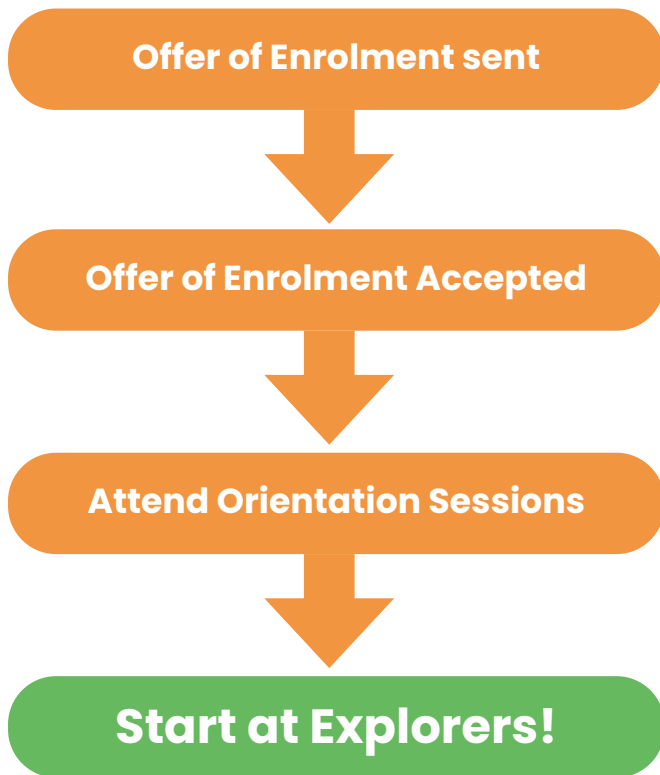 Offer of Enrolment sent
Offer of Enrolment Accepted
Attend Orientation Sessions
Start at Explorers!